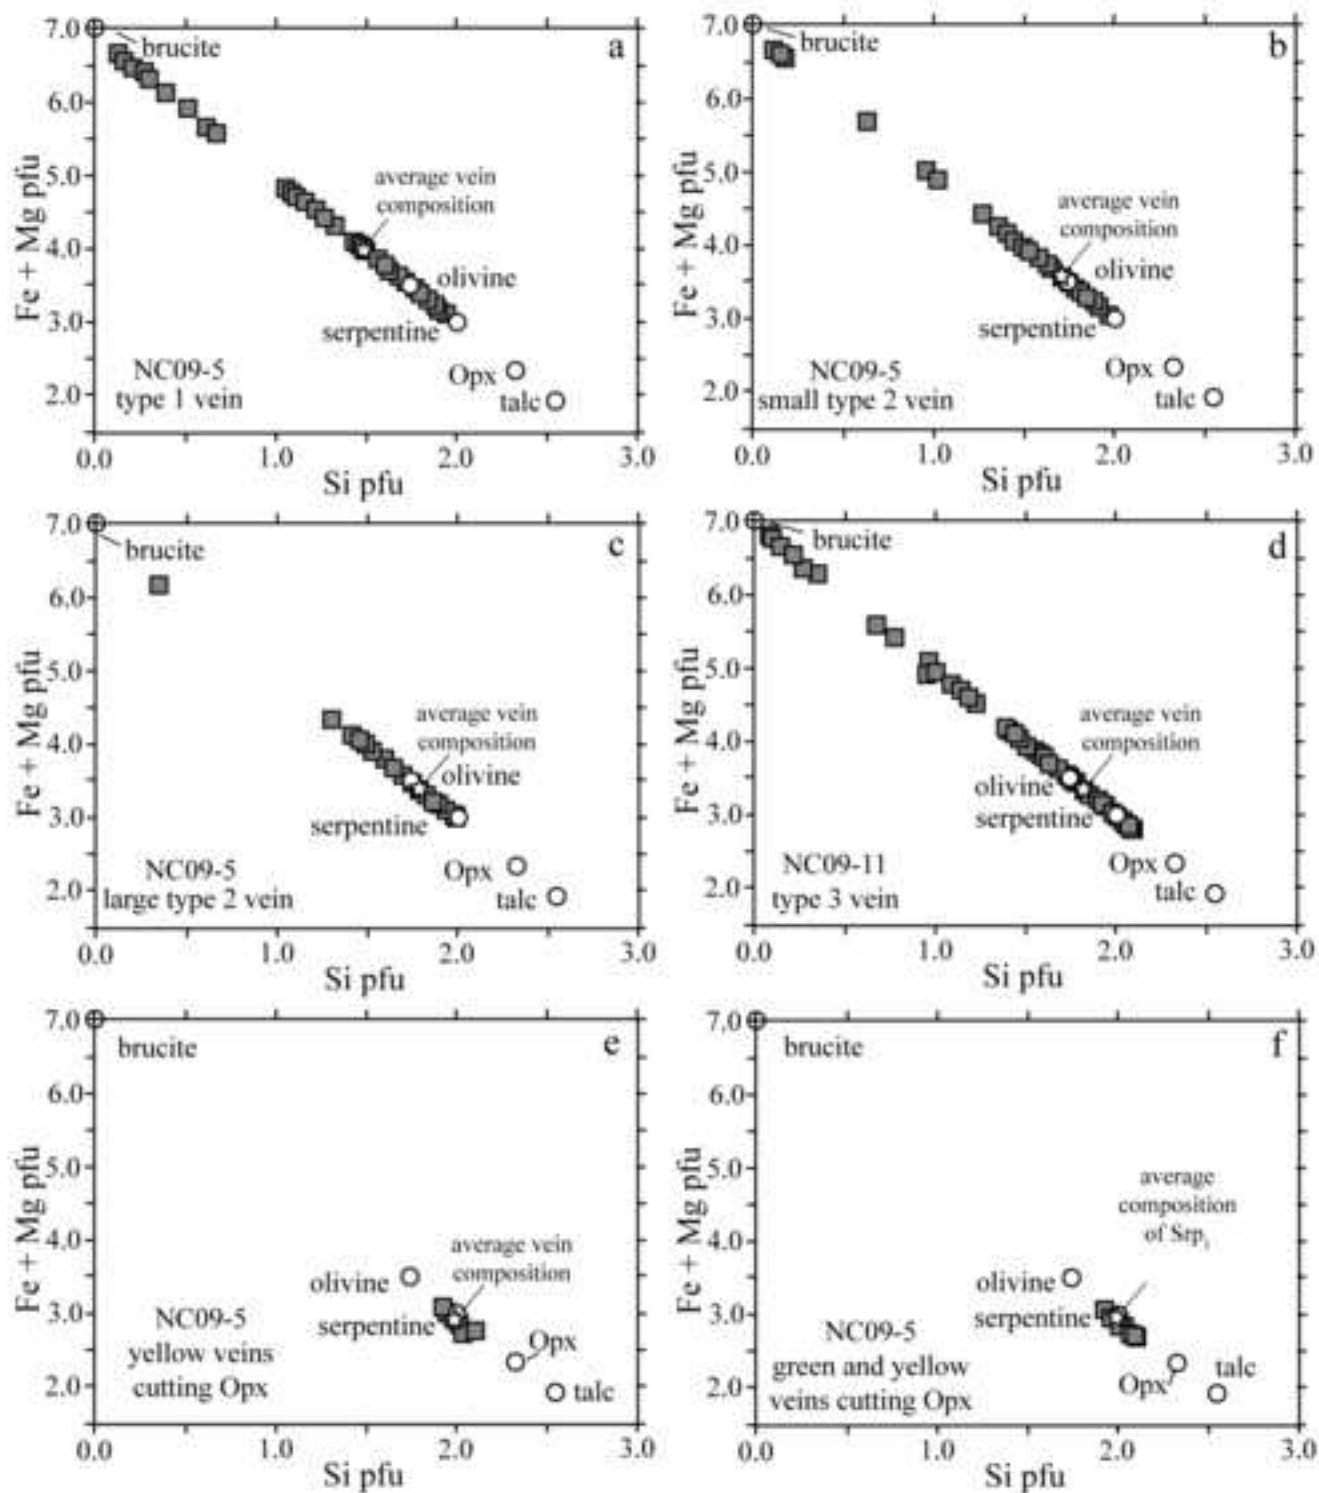 7.0
brucite
a
6.0
5.0
average vein
composition
4.0
olivine
3.0
serpentine
NC09-5
type 1 vein
Opx
2.0
talc
0.0
1.0
2.0
3.0
Si pfu
Fe + Mg pfu
7.0
brucite
b
6.0
5.0
average vein
composition
4.0
olivine
3.0
serpentine
NC09-5
small type 2 vein
Opx
2.0
talc
0.0
1.0
2.0
3.0
Si pfu
Fe + Mg pfu
7.0
brucite
c
6.0
5.0
average vein
composition
4.0
olivine
3.0
serpentine
NC09-5
large type 2 vein
Opx
2.0
talc
0.0
1.0
2.0
3.0
Si pfu
Fe + Mg pfu
7.0
brucite
d
6.0
5.0
average vein
composition
4.0
olivine
3.0
serpentine
NC09-11
type 3 vein
Opx
2.0
talc
0.0
1.0
2.0
3.0
Si pfu
Fe + Mg pfu
7.0
brucite
e
6.0
5.0
4.0
average vein
composition
olivine
3.0
serpentine
NC09-5
yellow veins
cutting Opx
Opx
2.0
talc
0.0
1.0
2.0
3.0
Si pfu
Fe + Mg pfu
7.0
brucite
f
6.0
5.0
average
composition
of Srp₁
4.0
olivine
3.0
serpentine
NC09-5
green and yellow
veins cutting Opx
Opx
talc
2.0
0.0
1.0
2.0
3.0
Si pfu
Fe + Mg pfu